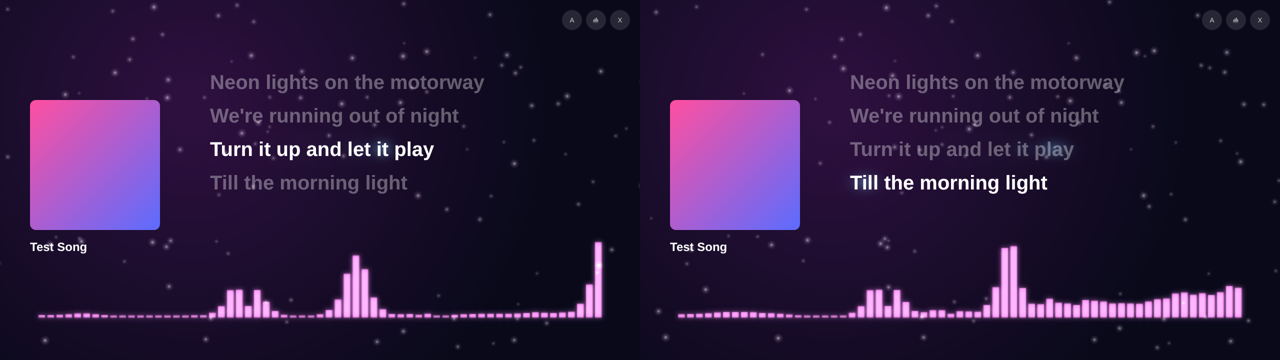 A
X
Neon lights on the motorway
We're running out of night
Turn it up and let it play
Till the morning light
Test Song
A
X
Neon lights on the motorway
We're running out of night
Turn it up and let it play
Till the morning light
Test Song